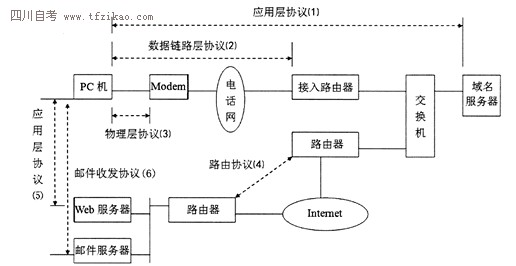 四川自考 www.tfzikao.com
应用层协议(1)
数据链路层协议(2)
PC 机
Modem
电话网
接入路由器
交换机
域名服务器
物理层协议(3)
应用层协议(5)
邮件收发协议(6)
路由协议(4)
路由器
Web 服务器
路由器
Internet
邮件服务器